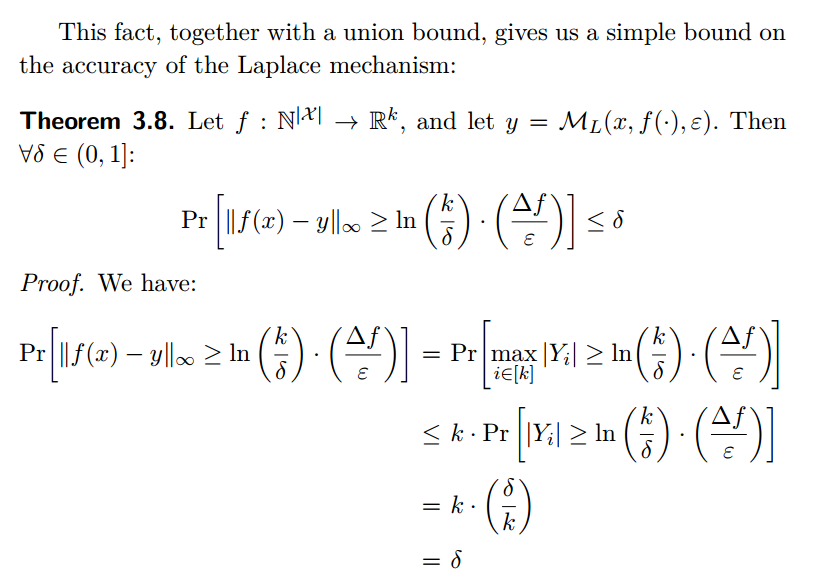 This fact, together with a union bound, gives us a simple bound on
the accuracy of the Laplace mechanism:
Theorem 3.8. Let $f : \mathbb{N}^{|\mathcal{X}|} \to \mathbb{R}^k$, and let $y = \mathcal{M}_L(x, f(\cdot), \varepsilon)$. Then
$\forall \delta \in (0, 1]$:
$\Pr\left[\|f(x) - y\|_\infty \geq \ln\left(\frac{k}{\delta}\right) \cdot \left(\frac{\Delta f}{\varepsilon}\right)\right] \leq \delta$
Proof. We have:
$\Pr\left[\|f(x) - y\|_\infty \geq \ln\left(\frac{k}{\delta}\right) \cdot \left(\frac{\Delta f}{\varepsilon}\right)\right] = \Pr\left[\max_{i \in [k]} |Y_i| \geq \ln\left(\frac{k}{\delta}\right) \cdot \left(\frac{\Delta f}{\varepsilon}\right)\right]$
$\leq k \cdot \Pr\left[|Y_i| \geq \ln\left(\frac{k}{\delta}\right) \cdot \left(\frac{\Delta f}{\varepsilon}\right)\right]$
$= k \cdot \left(\frac{\delta}{k}\right)$
$= \delta$